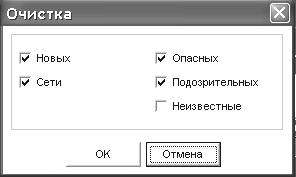 Очистка
Новых
Опасных
Сети
Подозрительных
Неизвестные
OK
Отмена